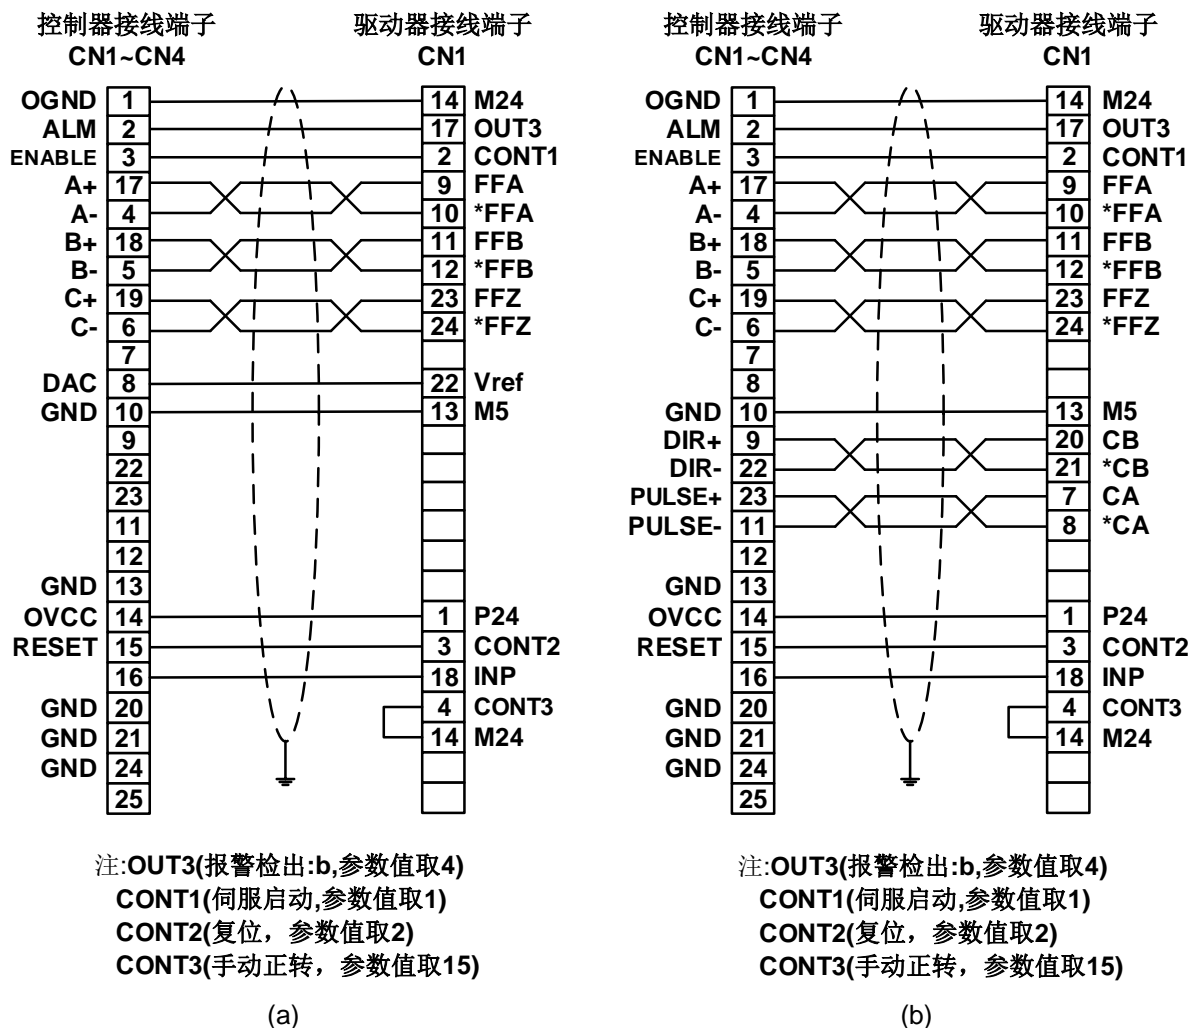 控制器接线端子 驱动器接线端子
CN1~CN4 CN1
OGND 1 14 M24
ALM 2 17 OUT3
ENABLE 3 2 CONT1
A+ 17 9 FFA
A- 4 10 *FFA
B+ 18 11 FFB
B- 5 12 *FFB
C+ 19 23 FFZ
C- 6 24 *FFZ
7
DAC 8 22 Vref
GND 10 13 M5
9
22
23
11
12
GND 13
OVCC 14 1 P24
RESET 15 3 CONT2
16 18 INP
GND 20 4 CONT3
GND 21 14 M24
GND 24
25
注:OUT3(报警检出:b,参数值取4)
CONT1(伺服启动,参数值取1)
CONT2(复位，参数值取2)
CONT3(手动正转，参数值取15)
(a)
控制器接线端子 驱动器接线端子
CN1~CN4 CN1
OGND 1 14 M24
ALM 2 17 OUT3
ENABLE 3 2 CONT1
A+ 17 9 FFA
A- 4 10 *FFA
B+ 18 11 FFB
B- 5 12 *FFB
C+ 19 23 FFZ
C- 6 24 *FFZ
7
8
GND 10 13 M5
DIR+ 9 20 CB
DIR- 22 21 *CB
PULSE+ 23 7 CA
PULSE- 11 8 *CA
12
GND 13
OVCC 14 1 P24
RESET 15 3 CONT2
16 18 INP
GND 20 4 CONT3
GND 21 14 M24
GND 24
25
注:OUT3(报警检出:b,参数值取4)
CONT1(伺服启动,参数值取1)
CONT2(复位，参数值取2)
CONT3(手动正转，参数值取15)
(b)